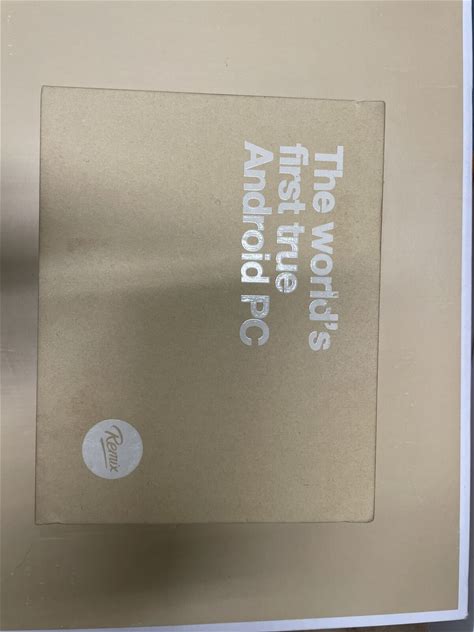 The world's
first true
Android PC
Remix